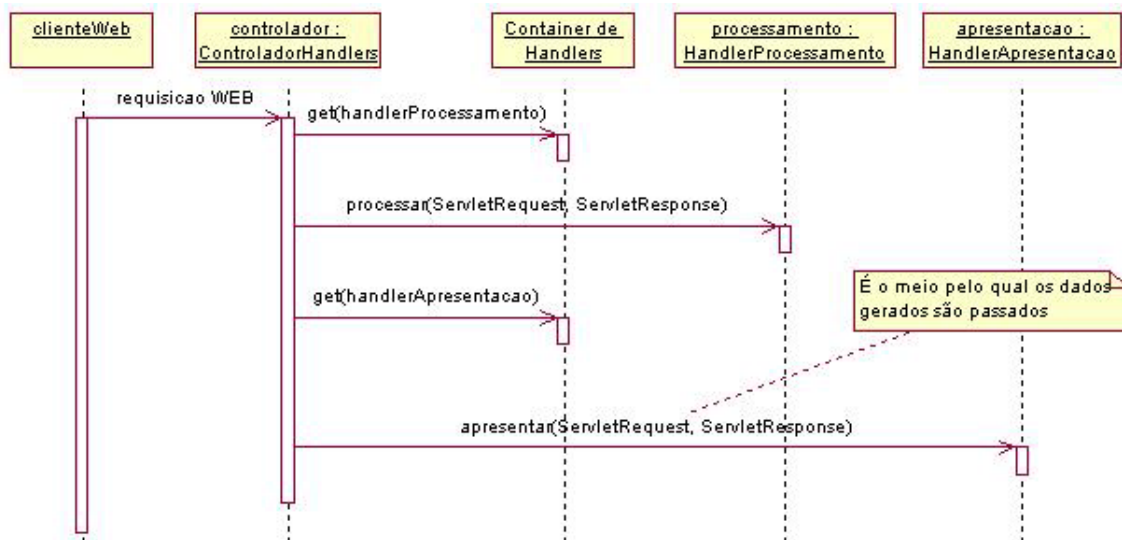 clienteWeb
controlador :
ControladorHandlers
Container de
Handlers
processamento :
HandlerProcessamento
apresentacao :
HandlerApresentacao
requisicao WEB
get(handlerProcessamento)
processar(ServletRequest, ServletResponse)
get(handlerApresentacao)
É o meio pelo qual os dados
gerados são passados
apresentar(ServletRequest, ServletResponse)